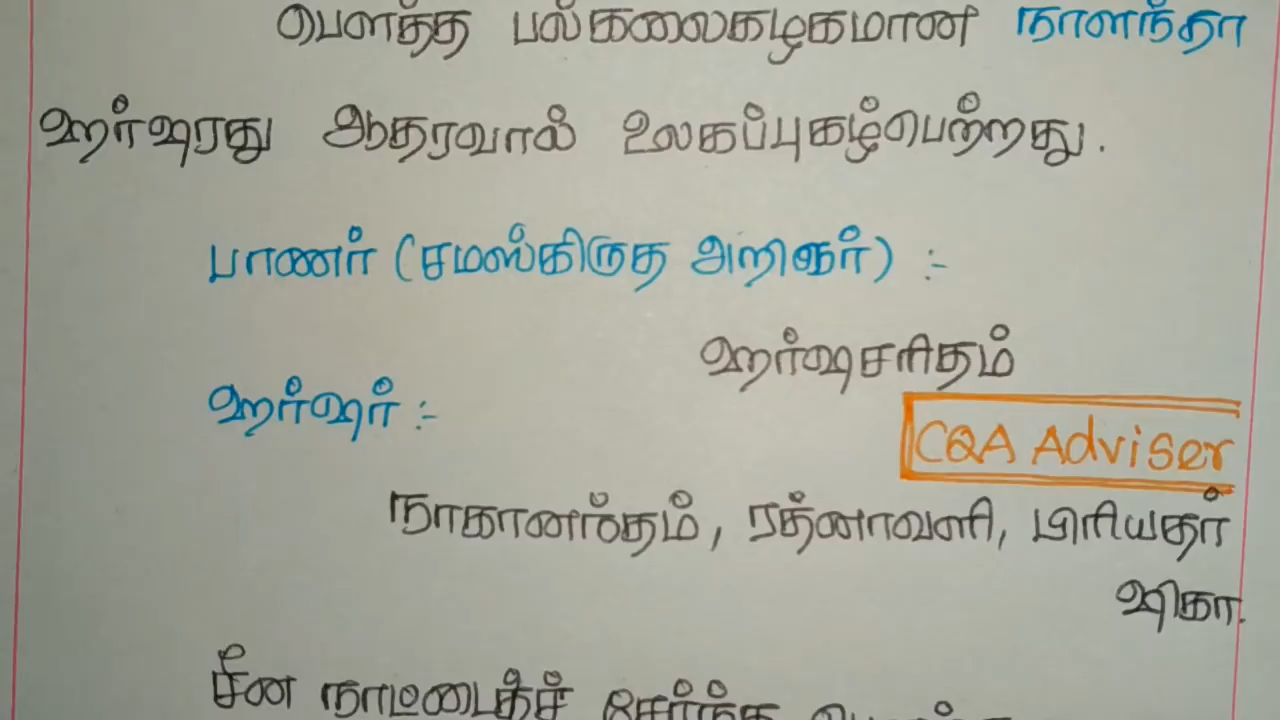 பௌத்த பல்கலைகழகமான நாளந்தா
ஹர்ஷரது ஆதரவால் உலகப்புகழ்பெற்றது.
பாணர் (சமஸ்கிருத அறிஞர்) :-
ஹர்ஷசரிதம்
ஹர்ஷர் :-
CQA Adviser
நாகானந்தம், ரத்னாவளி, பிரியதர்
ஷிகா.
சீன நாட்டைச் சேர்ந்த